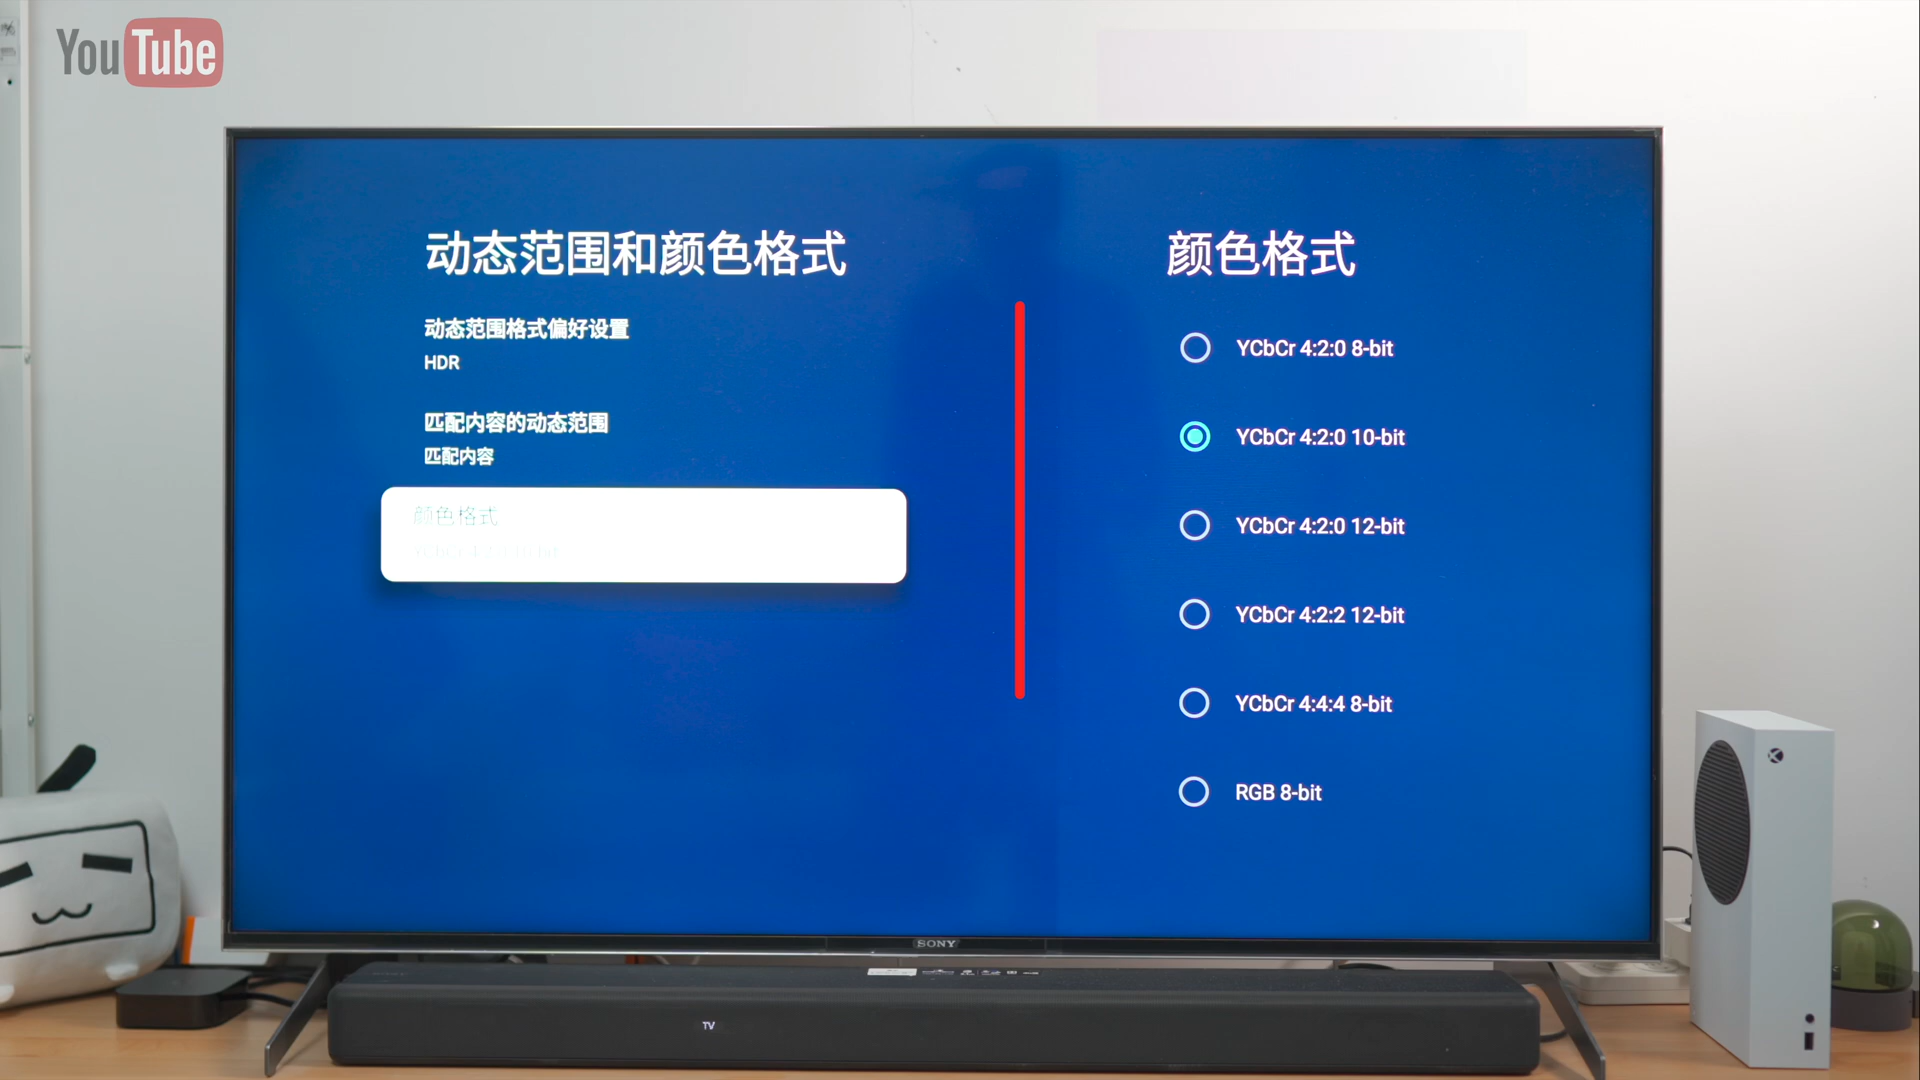 YouTube
动态范围和颜色格式
动态范围格式偏好设置
HDR
匹配内容的动态范围
匹配内容
颜色格式
颜色格式
YCbCr 4:2:0 8-bit
YCbCr 4:2:0 10-bit
YCbCr 4:2:0 12-bit
YCbCr 4:2:2 12-bit
YCbCr 4:4:4 8-bit
RGB 8-bit
SONY
TV